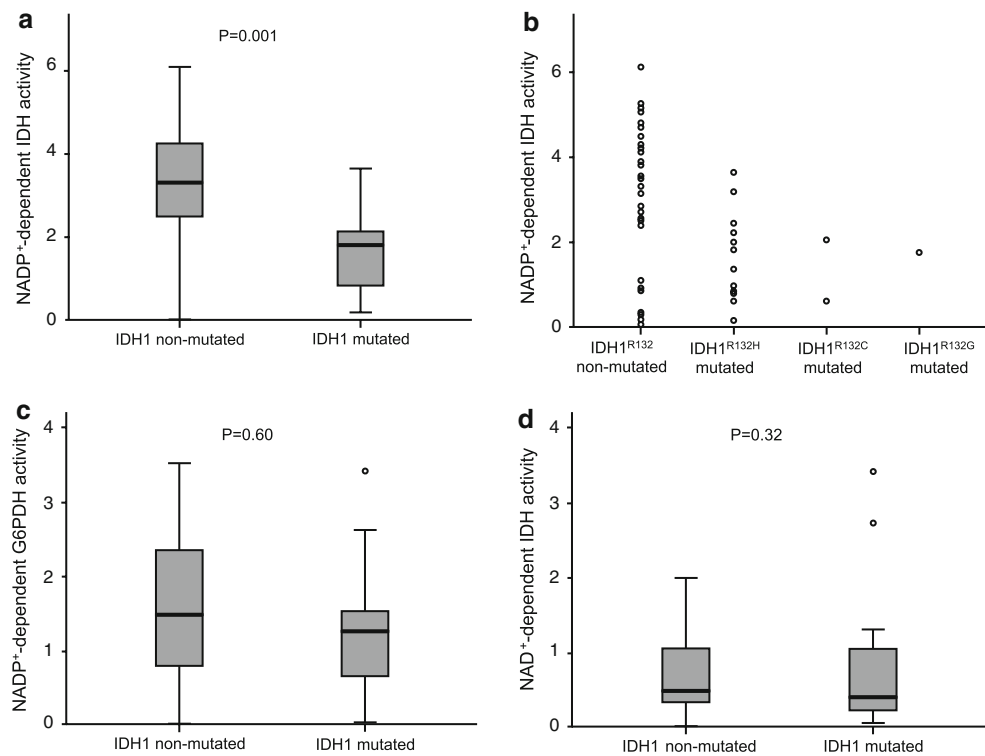 a
P=0.001
NADP⁺-dependent IDH activity
6
4
2
0
IDH1 non-mutated
IDH1 mutated
b
NADP⁺-dependent IDH activity
6
4
2
0
IDH1ᴿ¹³² non-mutated
IDH1ᴿ¹³²ᴴ mutated
IDH1ᴿ¹³²ꟲ mutated
IDH1ᴿ¹³²ᴳ mutated
c
P=0.60
NADP⁺-dependent G6PDH activity
4
3
2
1
0
IDH1 non-mutated
IDH1 mutated
d
P=0.32
NAD⁺-dependent IDH activity
4
3
2
1
0
IDH1 non-mutated
IDH1 mutated